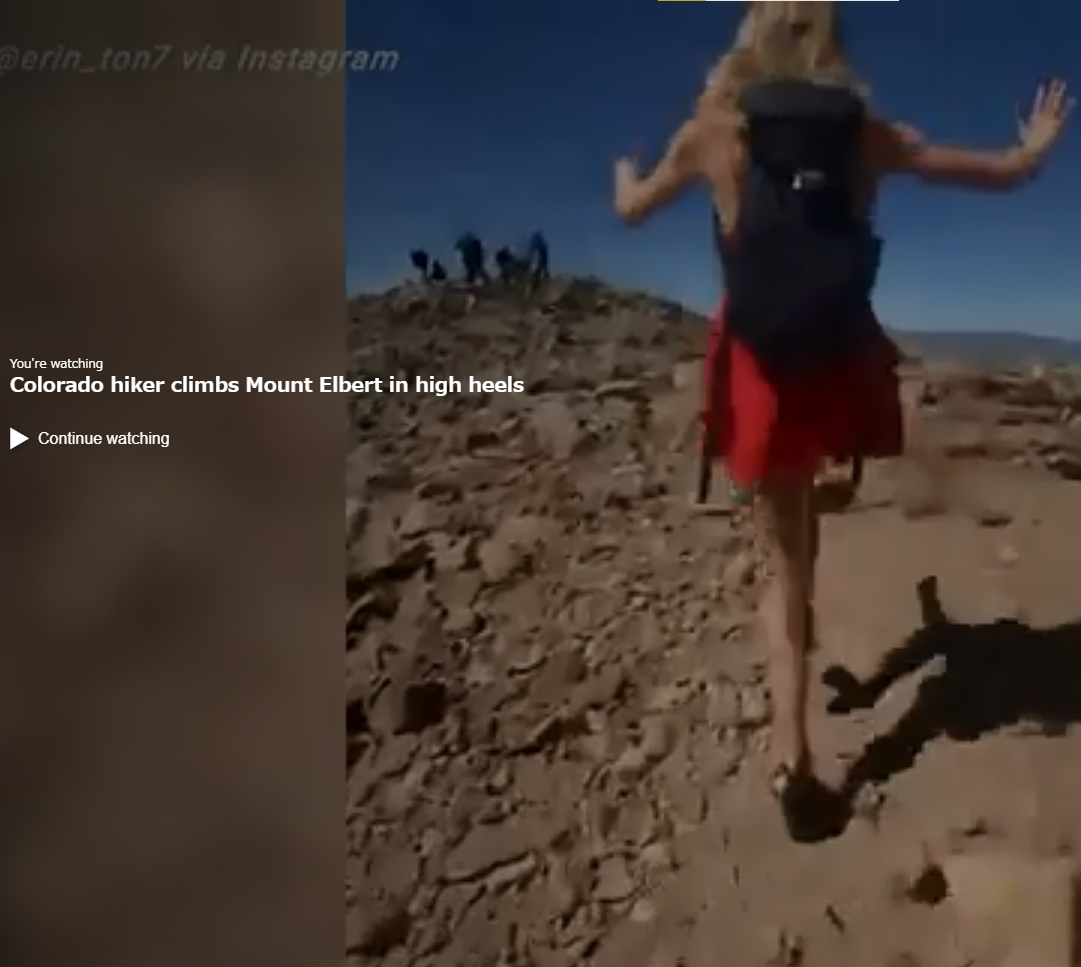 @erin_ton7 via Instagram
You're watching
Colorado hiker climbs Mount Elbert in high heels
Continue watching